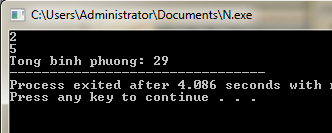 C:\Users\Administrator\Documents\N.exe
2
5
Tong binh phuong: 29
--------------------------------
Process exited after 4.086 seconds with
Press any key to continue . . .